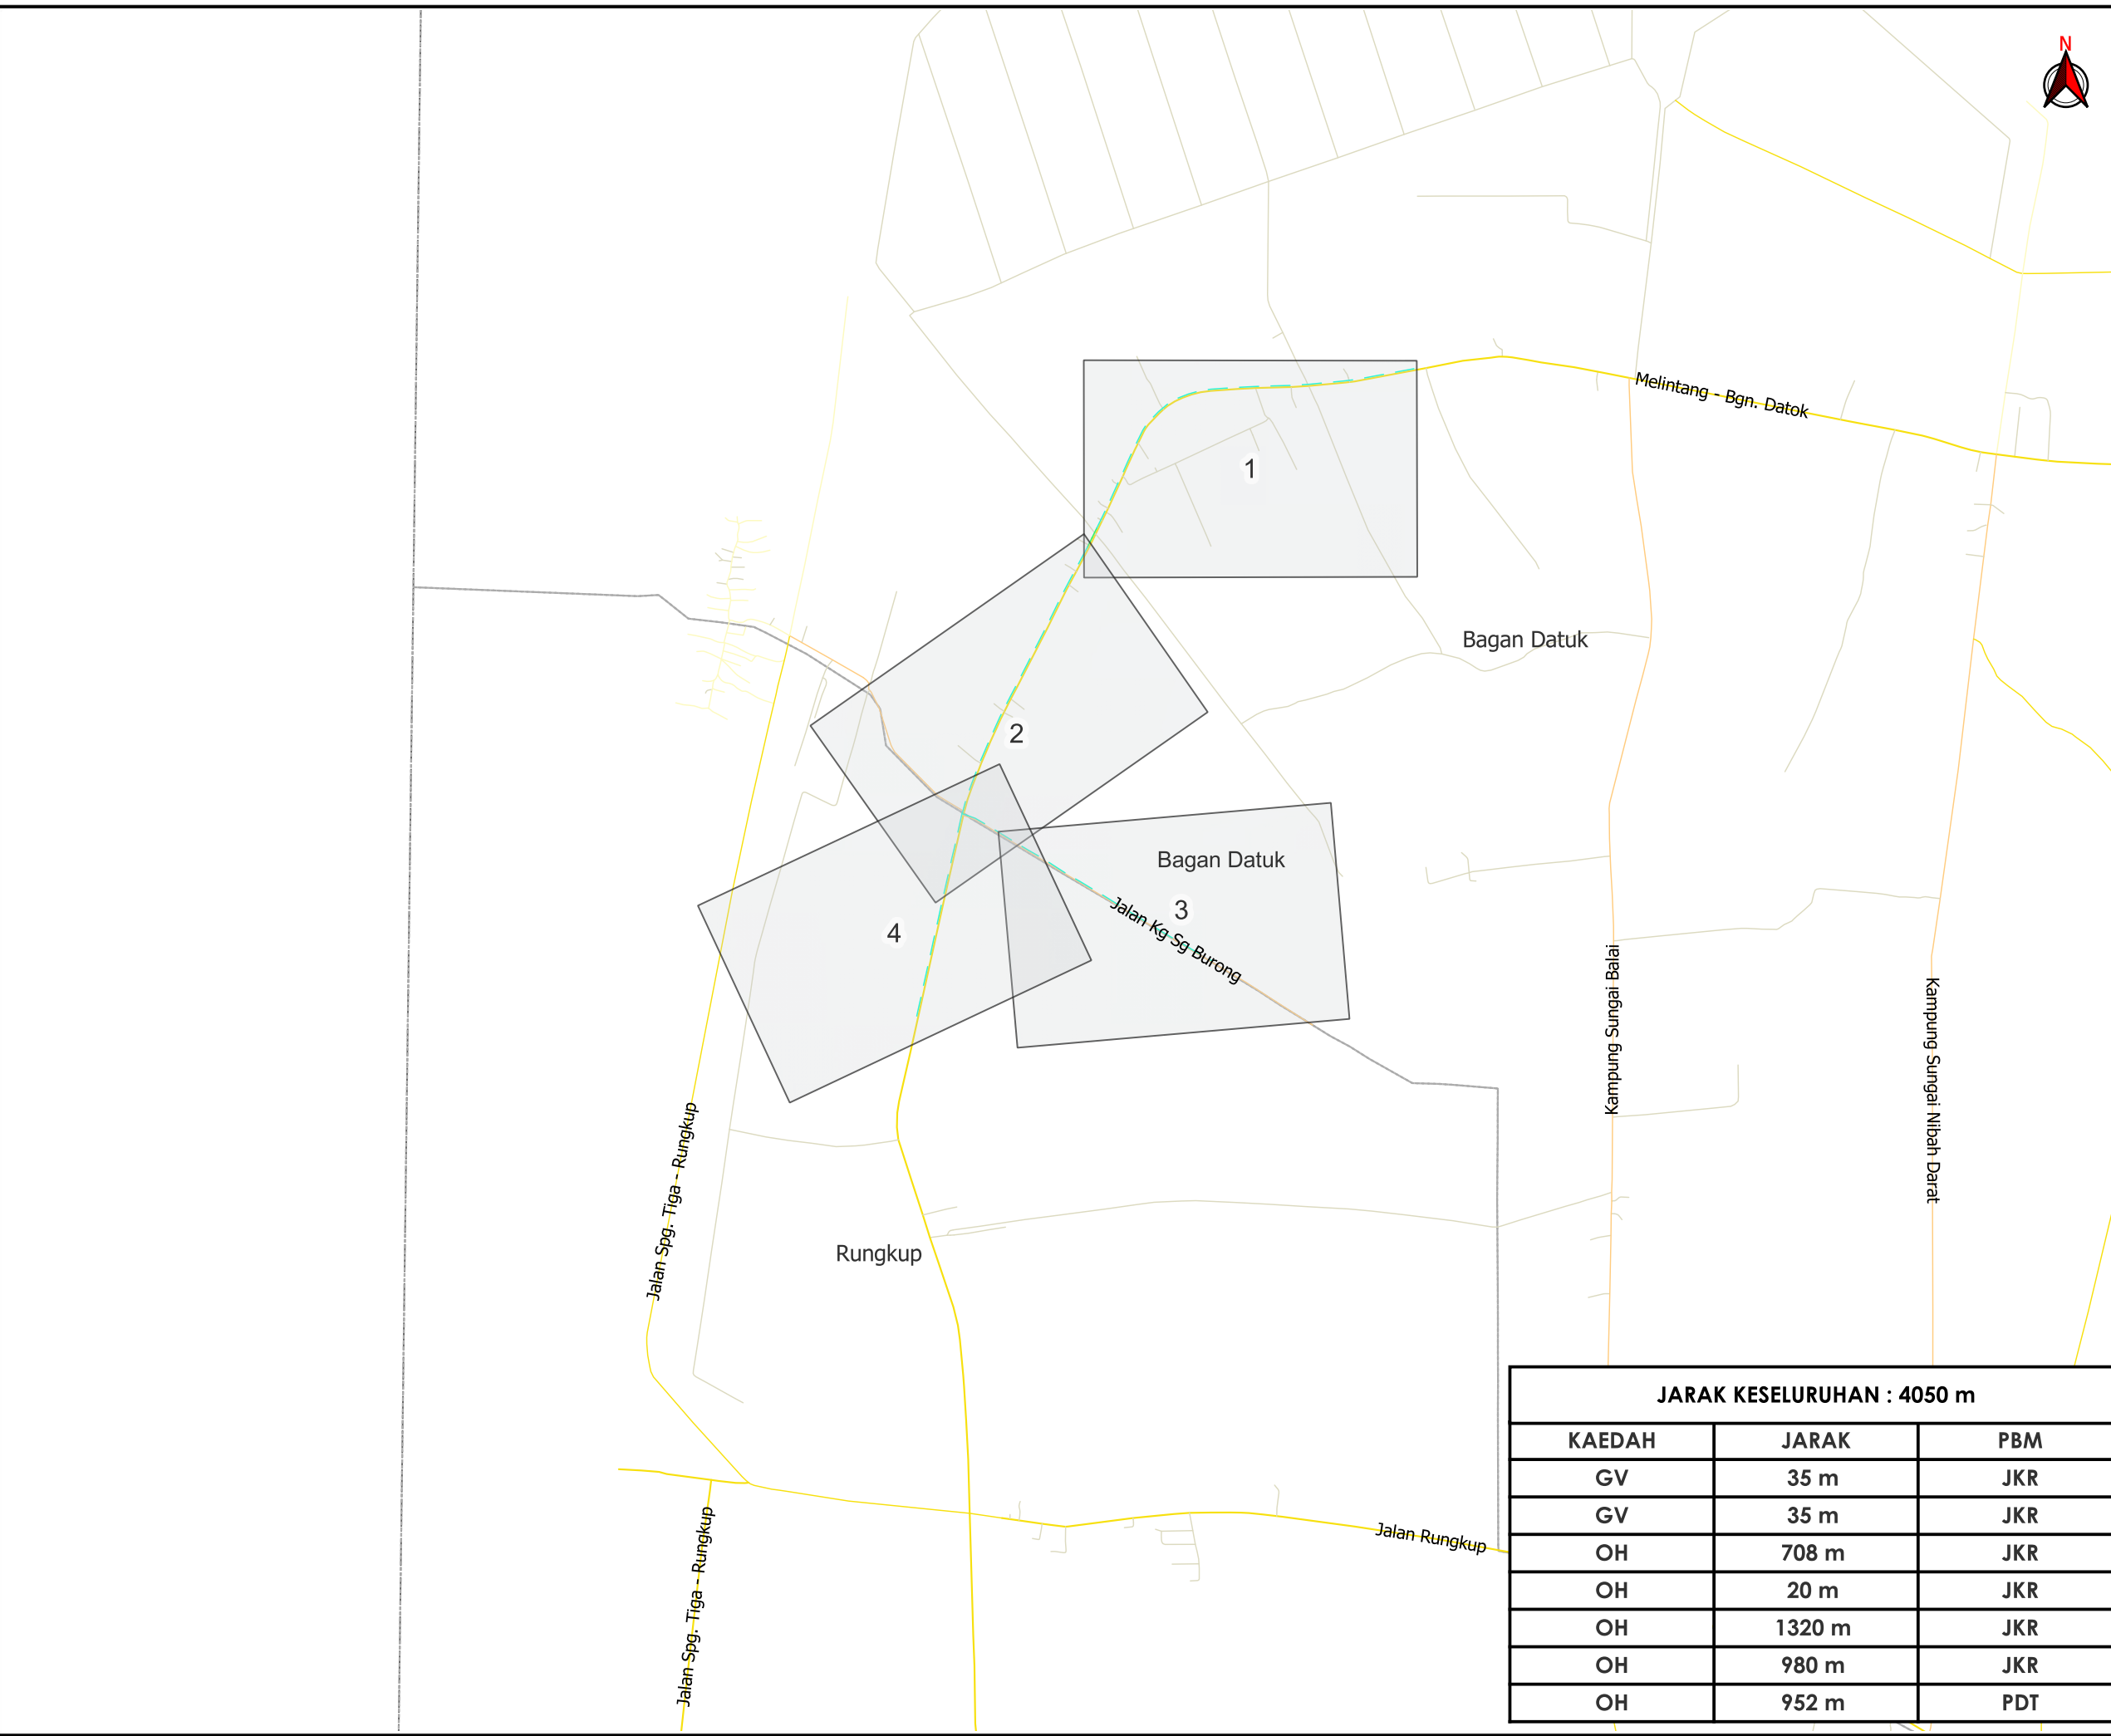 N
Melintang - Bgn. Datok
1
Bagan Datuk
2
Bagan Datuk
3
Jalan Kg Sg Burong
4
Kampung Sungai Balai
Kampung Sungai Nibah Darat
Jalan Spg. Tiga - Rungkup
Rungkup
Jalan Rungkup
Jalan Spg. Tiga - Rungkup
JARAK KESELURUHAN : 4050 m
KAEDAH JARAK PBM
GV 35 m JKR
GV 35 m JKR
OH 708 m JKR
OH 20 m JKR
OH 1320 m JKR
OH 980 m JKR
OH 952 m PDT